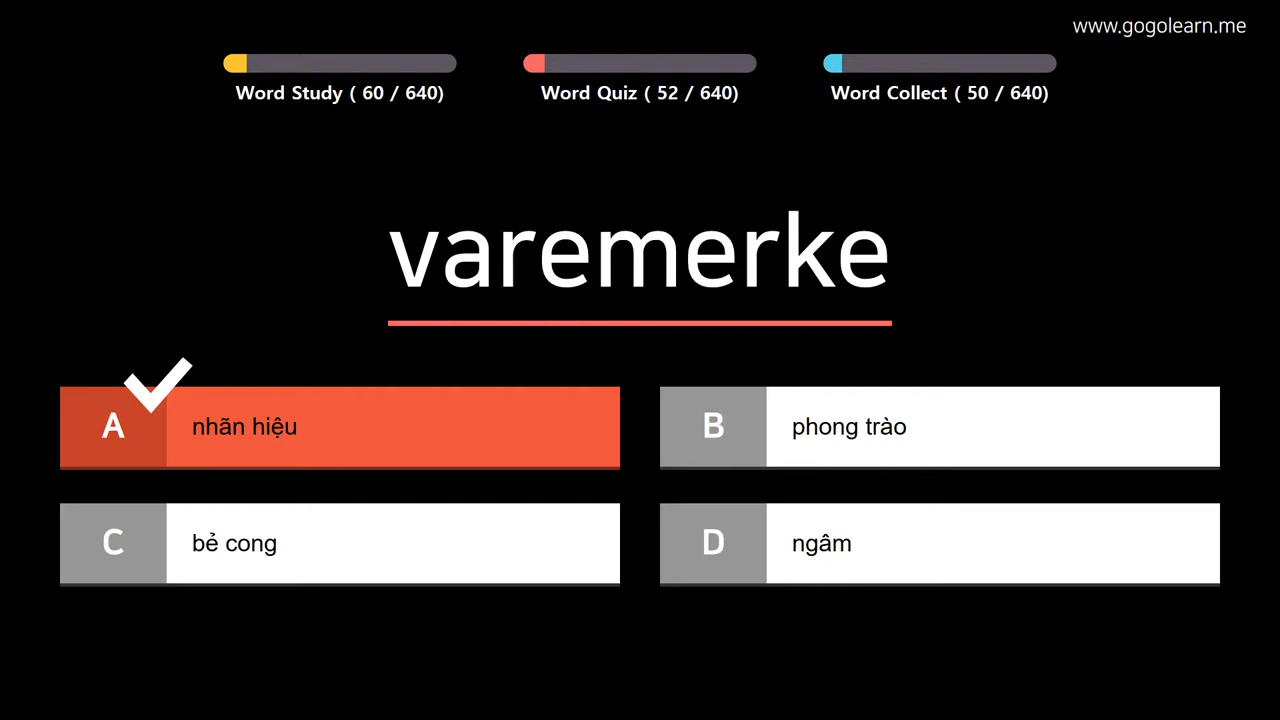 www.gogolearn.me
Word Study ( 60 / 640)
Word Quiz ( 52 / 640)
Word Collect ( 50 / 640)
varemerke
A nhãn hiệu
B phong trào
C bẻ cong
D ngâm